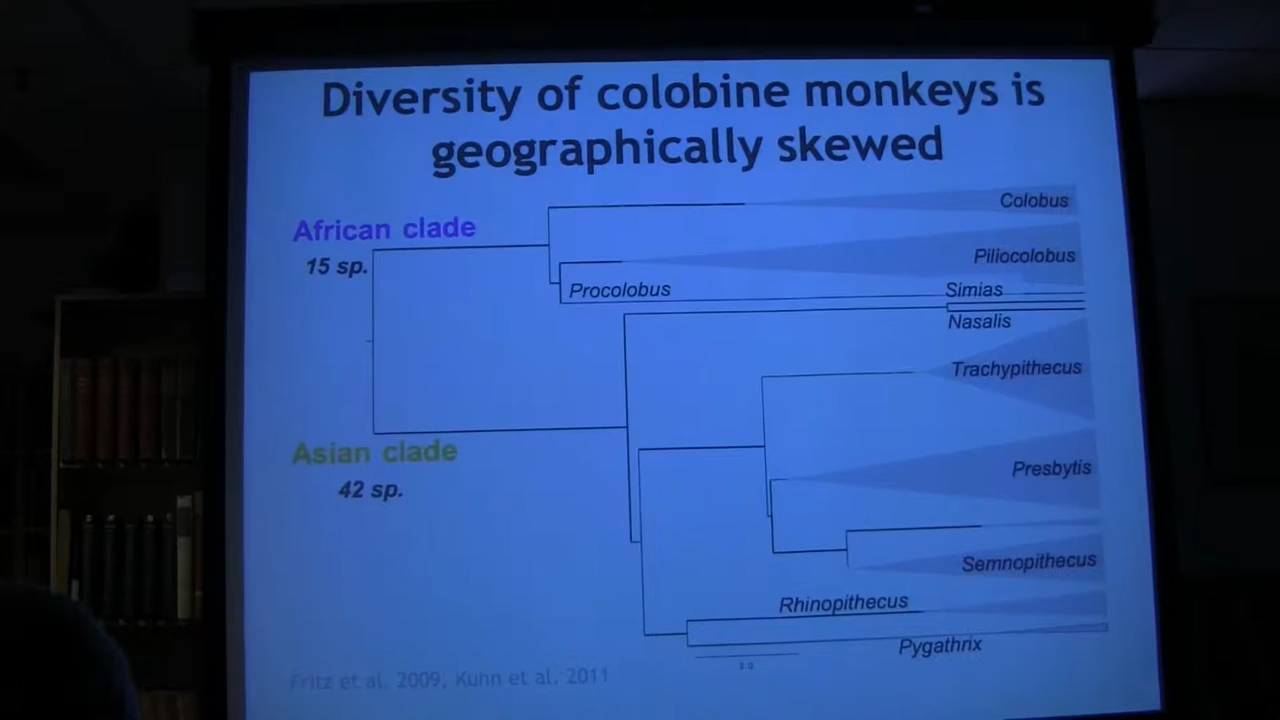 Diversity of colobine monkeys is
geographically skewed
African clade
15 sp.
Colobus
Piliocolobus
Procolobus
Simias
Nasalis
Trachypithecus
Asian clade
42 sp.
Presbytis
Semnopithecus
Rhinopithecus
Pygathrix
Fritz et al. 2009, Kuhn et al. 2011